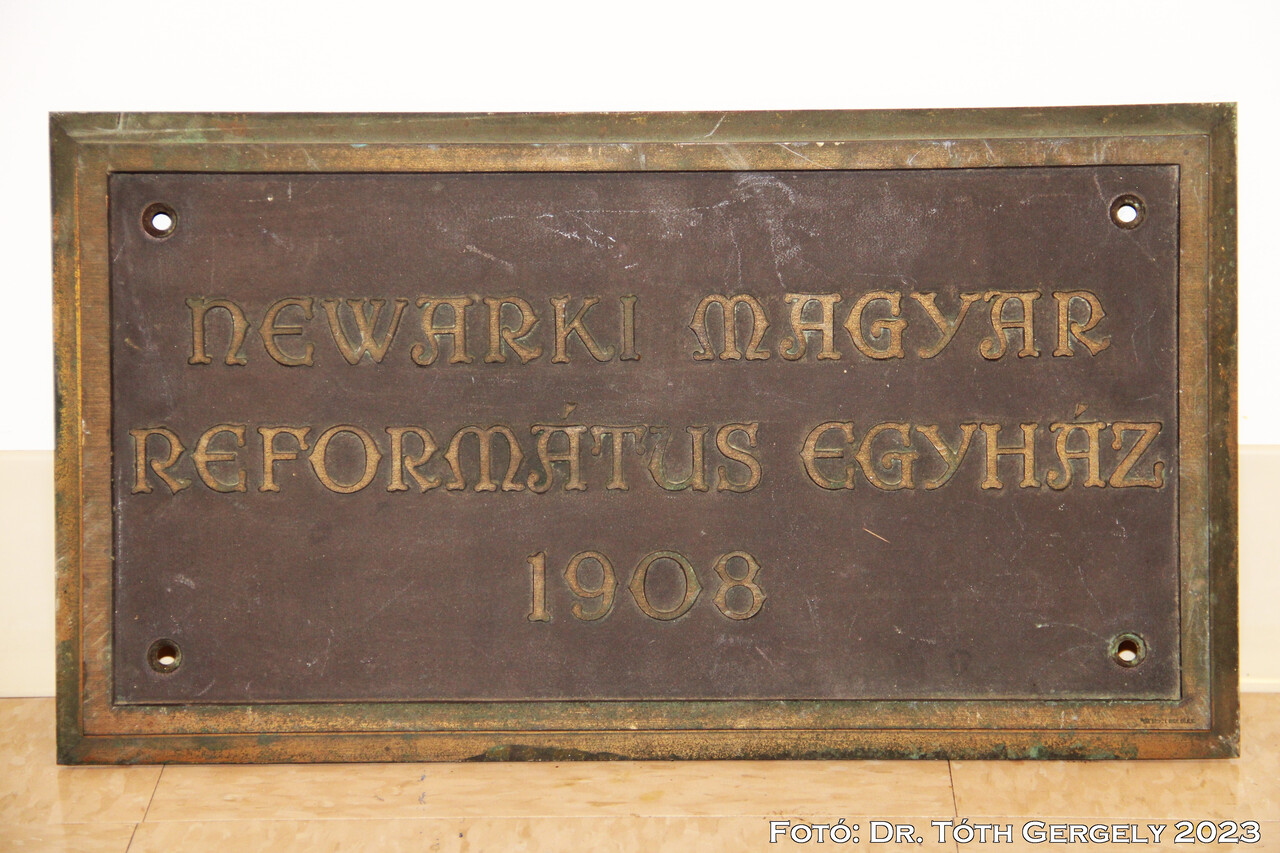 NEWARKI MAGYAR
REFORMÁTUS EGYHÁZ
1908
FOTÓ: DR. TÓTH GERGELY 2023